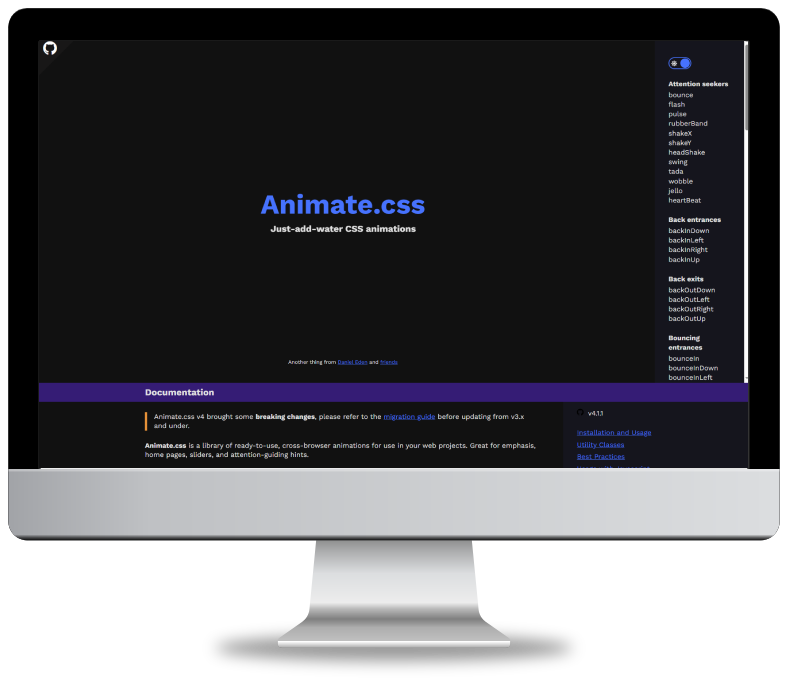 Animate.css
Just-add-water CSS animations
Another thing from Daniel Eden and friends
Attention seekers
bounce
flash
pulse
rubberBand
shakeX
shakeY
headShake
swing
tada
wobble
jello
heartBeat
Back entrances
backInDown
backInLeft
backInRight
backInUp
Back exits
backOutDown
backOutLeft
backOutRight
backOutUp
Bouncing
entrances
bounceIn
bounceInDown
bounceInLeft
Documentation
Animate.css v4 brought some breaking changes, please refer to the migration guide before updating from v3.x
and under.
Animate.css is a library of ready-to-use, cross-browser animations for use in your web projects. Great for emphasis,
home pages, sliders, and attention-guiding hints.
v4.1.1
Installation and Usage
Utility Classes
Best Practices